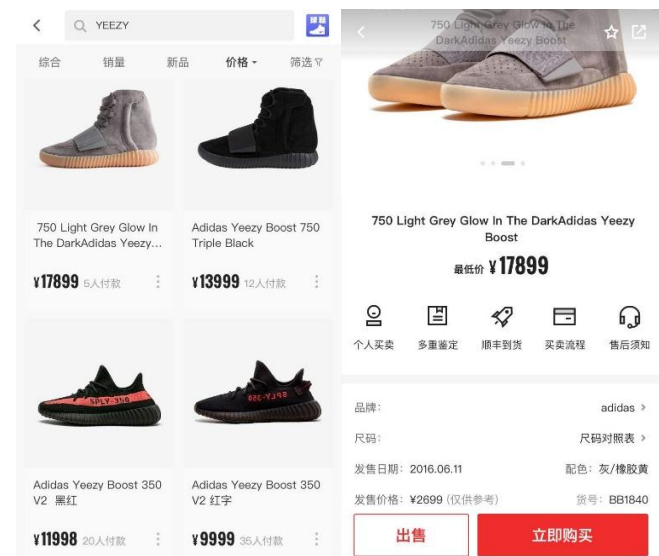 YEEZY
综合 销量 新品 价格 筛选
750 Light Grey Glow In
The DarkAdidas Yeezy...
¥17899 5人付款
Adidas Yeezy Boost 750
Triple Black
¥13999 12人付款
SPLY-350
Adidas Yeezy Boost 350
V2 黑红
¥11998 20人付款
SPLY-350
Adidas Yeezy Boost 350
V2 红字
¥9999 35人付款
750 Light Grey Glow In The
DarkAdidas Yeezy Boost
750 Light Grey Glow In The DarkAdidas Yeezy
Boost
最低价 ¥17899
个人买卖 多重鉴定 顺丰到货 买卖流程 售后须知
品牌: adidas >
尺码: 尺码对照表 >
发售日期: 2016.06.11 配色: 灰/橡胶黄
发售价格: ¥2699 (仅供参考) 货号: BB1840
出售 立即购买